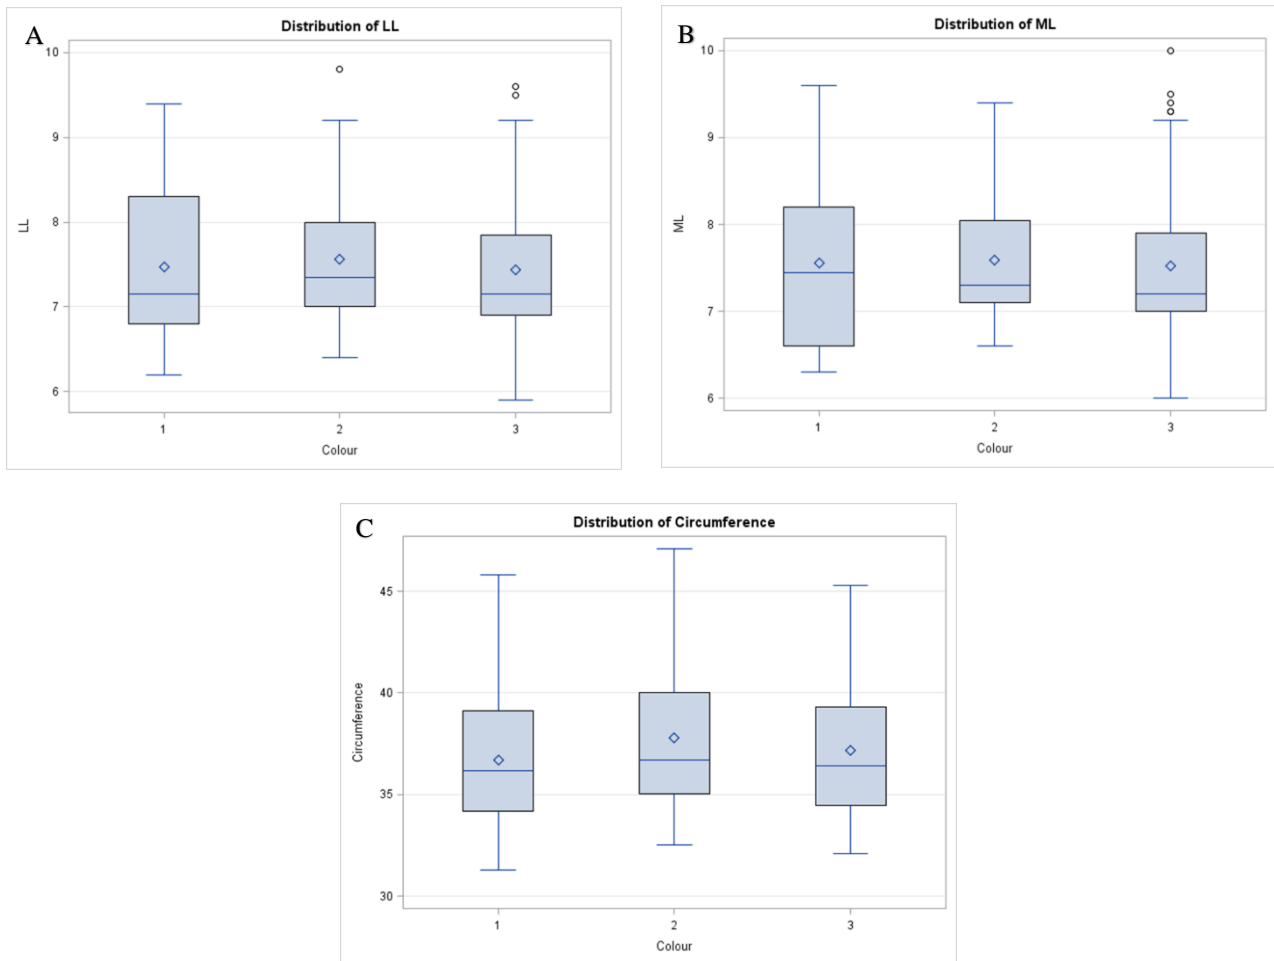 A
Distribution of LL
10
9
8
7
6
LL
1 2 3
Colour
B
Distribution of ML
10
9
8
7
6
ML
1 2 3
Colour
C
Distribution of Circumference
45
40
35
30
Circumference
1 2 3
Colour